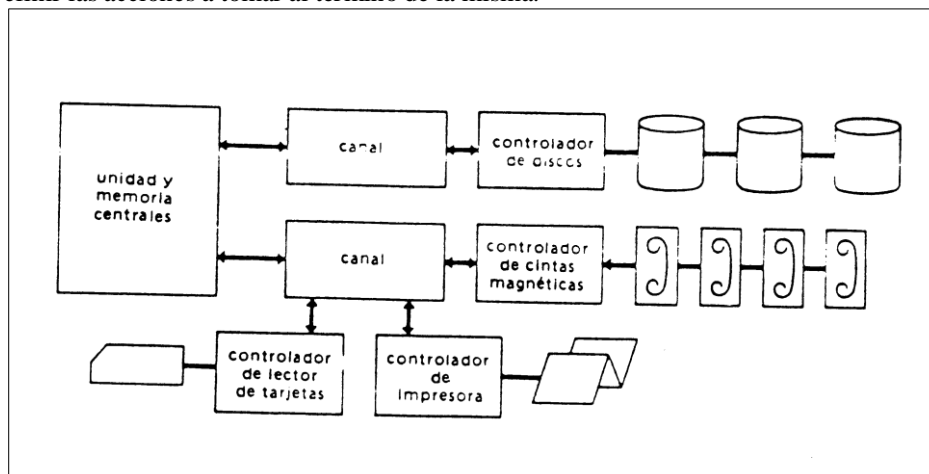 las acciones a tomar al término de la misma.
canal
controlador
de discos
unidad y
memoria
centrales
canal
controlador
de cintas
magnéticas
controlador
de lector
de tarjetas
controlador
de
impresora